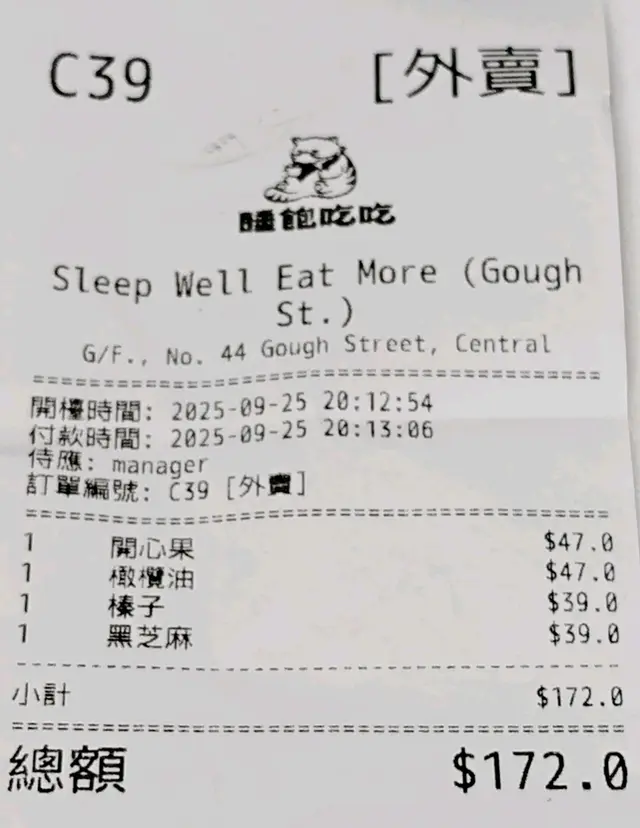 C39 [外賣]
睡飽吃吃
Sleep Well Eat More (Gough
St.)
G/F., No. 44 Gough Street, Central
開檯時間: 2025-09-25 20:12:54
付款時間: 2025-09-25 20:13:06
侍應: manager
訂單編號: C39 [外賣]
1 開心果 $47.0
1 橄欖油 $47.0
1 榛子 $39.0
1 黑芝麻 $39.0
小計 $172.0
總額 $172.0